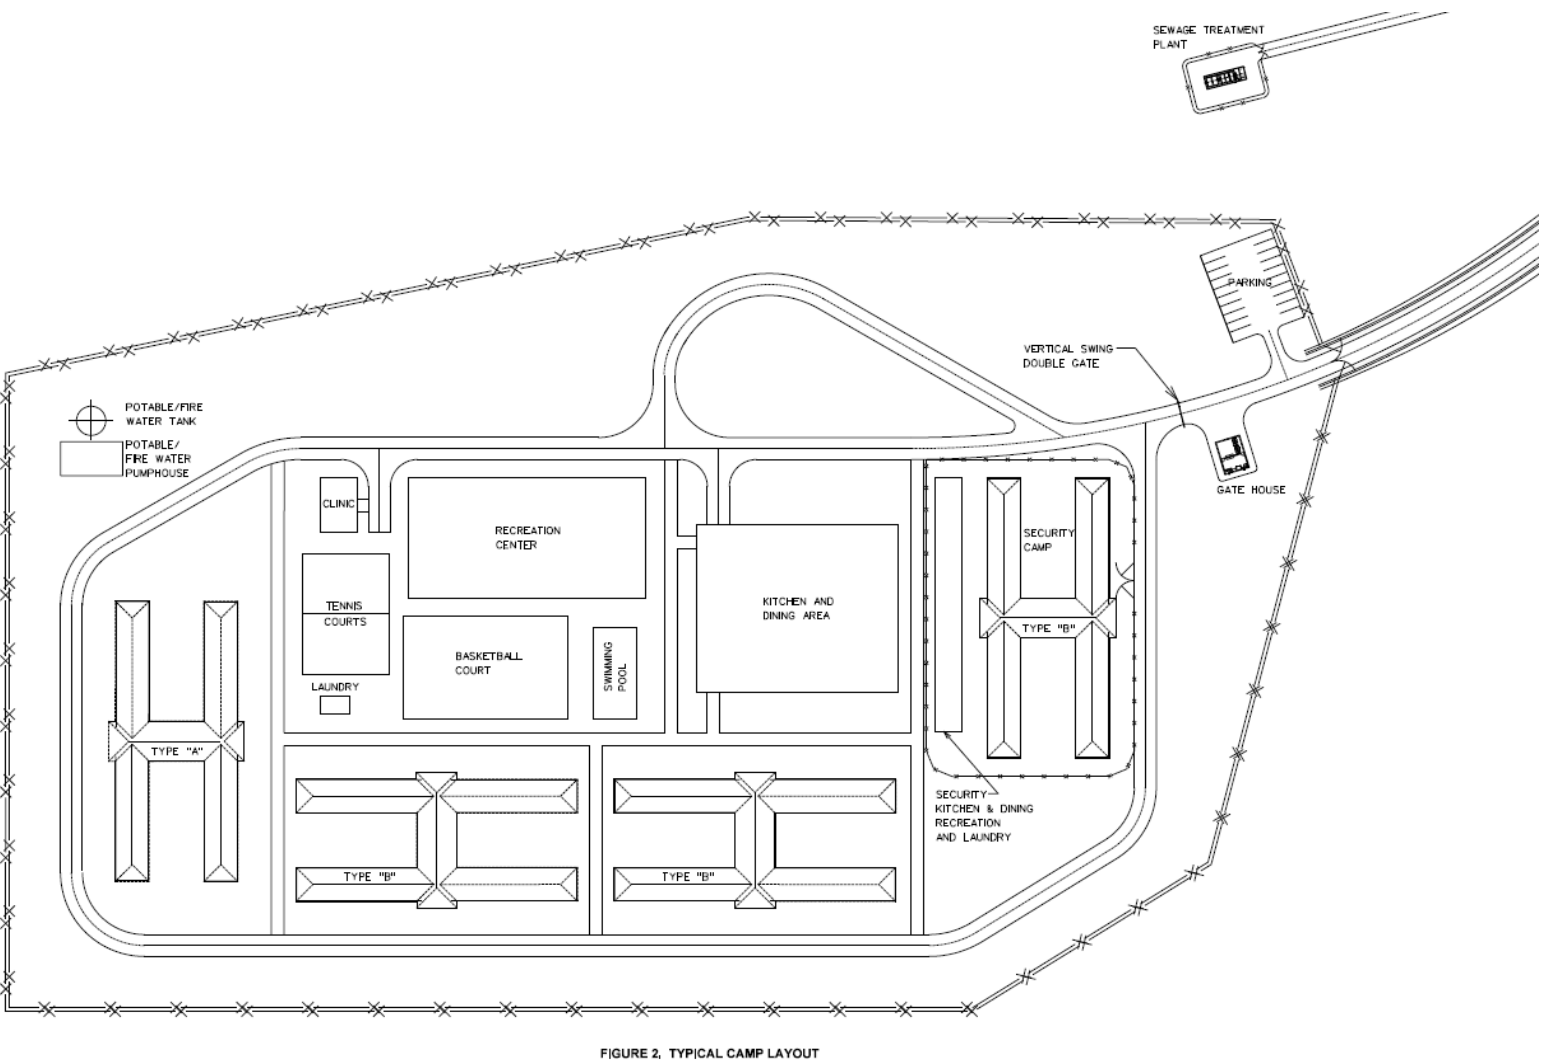 SEWAGE TREATMENT
PLANT
PARKING
VERTICAL SWING
DOUBLE GATE
POTABLE/FIRE
WATER TANK
POTABLE/
FIRE WATER
PUMPHOUSE
GATE HOUSE
CLINIC
RECREATION
CENTER
SECURITY
CAMP
TENNIS
COURTS
KITCHEN AND
DINING AREA
TYPE "B"
BASKETBALL
COURT
SWIMMING
POOL
LAUNDRY
TYPE "A"
SECURITY
KITCHEN & DINING
RECREATION
AND LAUNDRY
TYPE "B"
TYPE "B"
FIGURE 2, TYPICAL CAMP LAYOUT